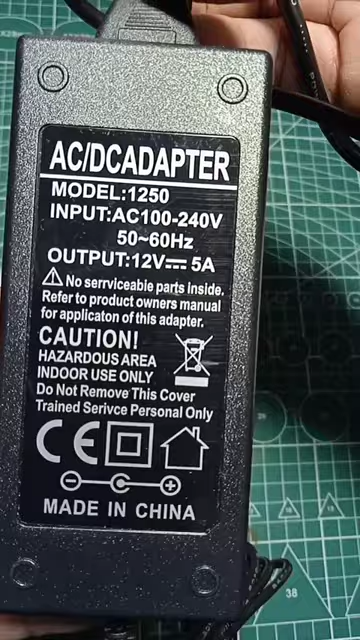 AC/DCADAPTER
MODEL:1250
INPUT:AC100-240V
50~60Hz
OUTPUT:12V⎓5A
⚠ No serrviceable parts inside.
Refer to product owners manual
for applicaton of this adapter.
CAUTION!
HAZARDOUS AREA
INDOOR USE ONLY
Do Not Remove This Cover
Trained Serivce Personal Only
CE
MADE IN CHINA
38